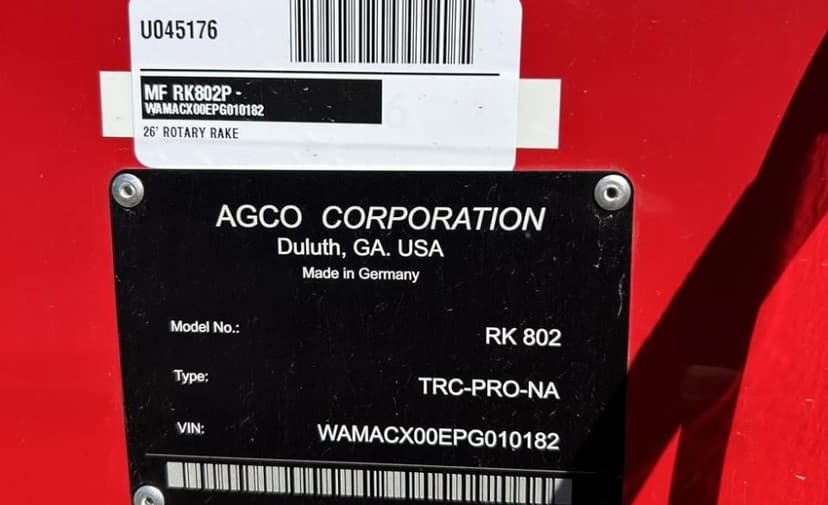 U045176
MF RK802P -
WAMACX00EPG010182
26' ROTARY RAKE
AGCO CORPORATION
Duluth, GA. USA
Made in Germany
Model No.: RK 802
Type: TRC-PRO-NA
VIN: WAMACX00EPG010182